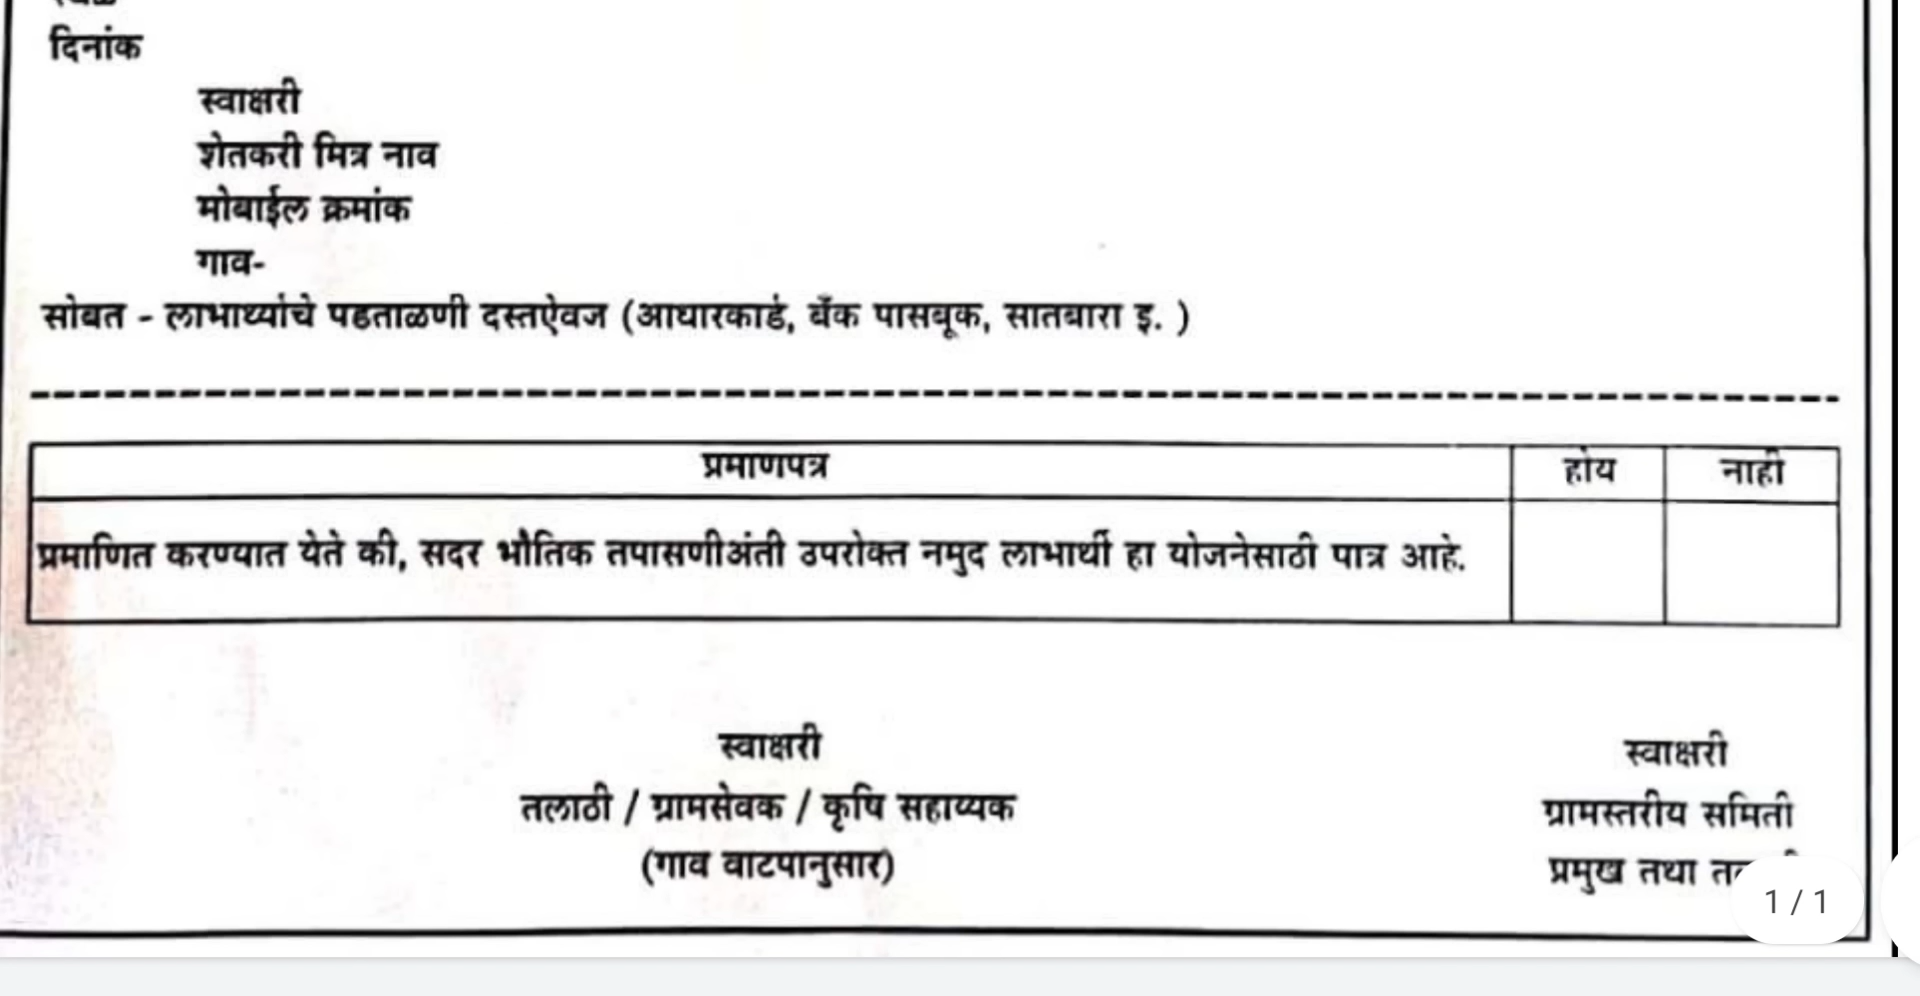 दिनांक
स्वाक्षरी
शेतकरी मित्र नाव
मोबाईल क्रमांक
गाव-
सोबत - लाभार्थ्यांचे पडताळणी दस्तऐवज (आधारकार्ड, बँक पासबूक, सातबारा इ. )
प्रमाणपत्र होय नाही
प्रमाणित करण्यात येते की, सदर भौतिक तपासणीअंती उपरोक्त नमुद लाभार्थी हा योजनेसाठी पात्र आहे.
स्वाक्षरी स्वाक्षरी
तलाठी / ग्रामसेवक / कृषि सहाय्यक ग्रामस्तरीय समिती
(गाव वाटपानुसार) प्रमुख तथा
1 / 1